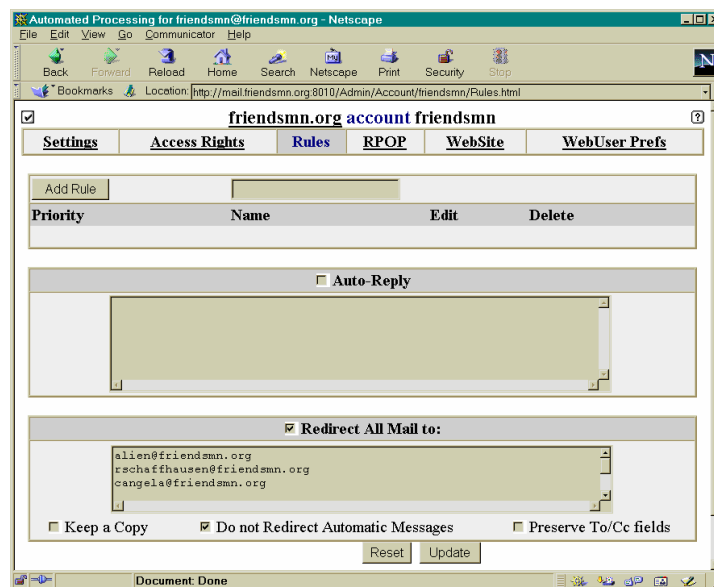 Automated Processing for friendsmn@friendsmn.org - Netscape
File Edit View Go Communicator Help
Back Forward Reload Home Search Netscape Print Security Stop
N
Bookmarks Location: http://mail.friendsmn.org:8010/Admin/Account/friendsmn/Rules.html
friendsmn.org account friendsmn ?
Settings Access Rights Rules RPOP WebSite WebUser Prefs
Add Rule
Priority Name Edit Delete
Auto-Reply
Redirect All Mail to:
alien@friendsmn.org
rschaffhausen@friendsmn.org
cangela@friendsmn.org
Keep a Copy Do not Redirect Automatic Messages Preserve To/Cc fields
Reset Update
Document: Done